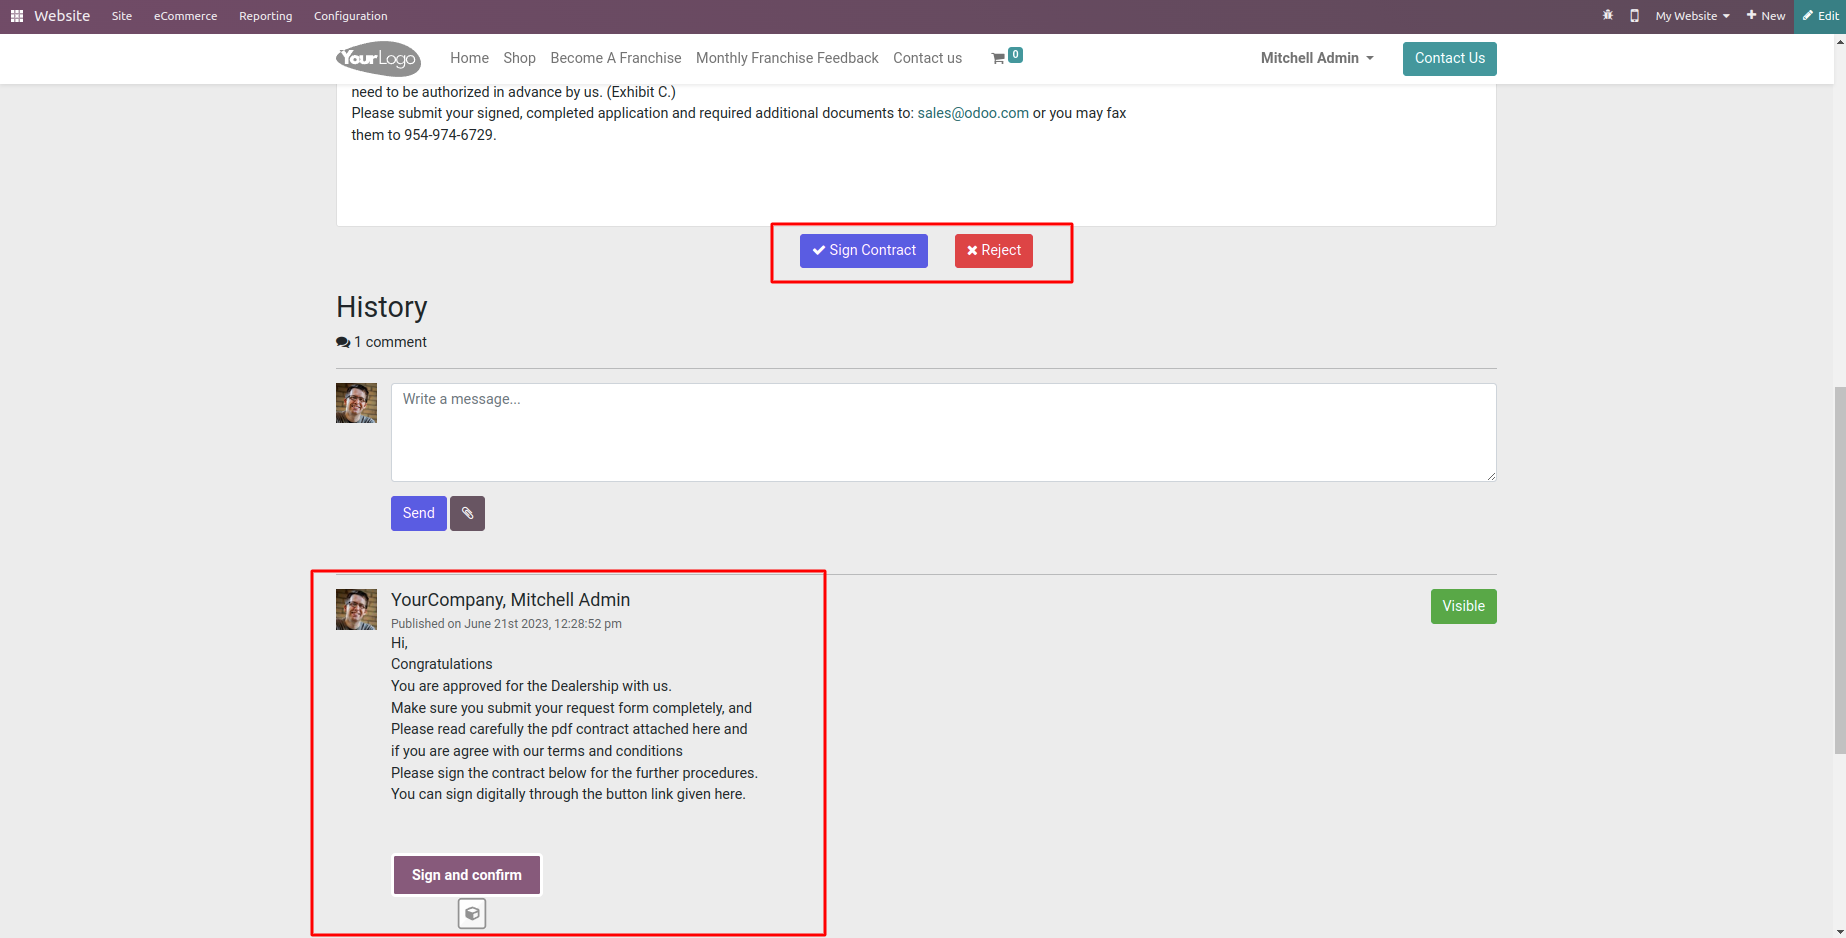 Website Site eCommerce Reporting Configuration My Website New Edit
YourLogo Home Shop Become A Franchise Monthly Franchise Feedback Contact us 0 Mitchell Admin Contact Us
need to be authorized in advance by us. (Exhibit C.)
Please submit your signed, completed application and required additional documents to: sales@odoo.com or you may fax
them to 954-974-6729.
Sign Contract Reject
History
1 comment
Write a message...
Send
YourCompany, Mitchell Admin Visible
Published on June 21st 2023, 12:28:52 pm
Hi,
Congratulations
You are approved for the Dealership with us.
Make sure you submit your request form completely, and
Please read carefully the pdf contract attached here and
if you are agree with our terms and conditions
Please sign the contract below for the further procedures.
You can sign digitally through the button link given here.
Sign and confirm